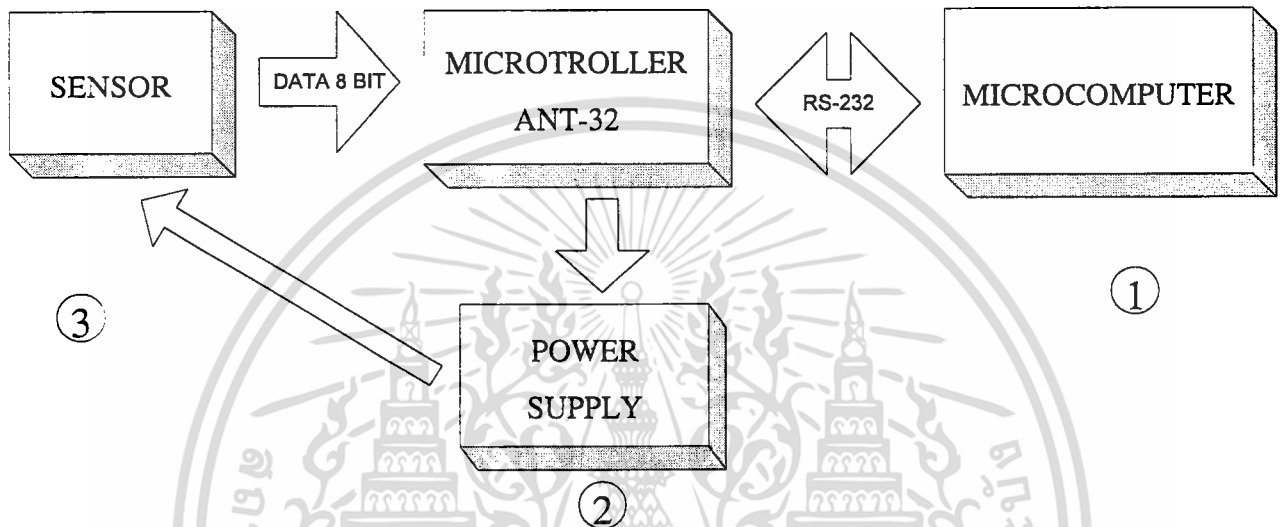 SENSOR
DATA 8 BIT
MICROTROLLER
ANT-32
RS-232
MICROCOMPUTER
③
①
POWER
SUPPLY
②